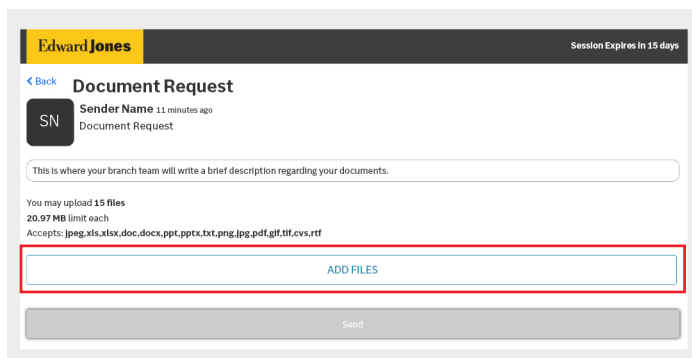 Edward Jones
Session Expires in 15 days
Back
Document Request
SN
Sender Name 11 minutes ago
Document Request
This is where your branch team will write a brief description regarding your documents.
You may upload 15 files
20.97 MB limit each
Accepts: jpeg,xls,xlsx,doc,docx,ppt,pptx,txt,png,jpg,pdf,gif,tif,cvs,rtf
ADD FILES
Send